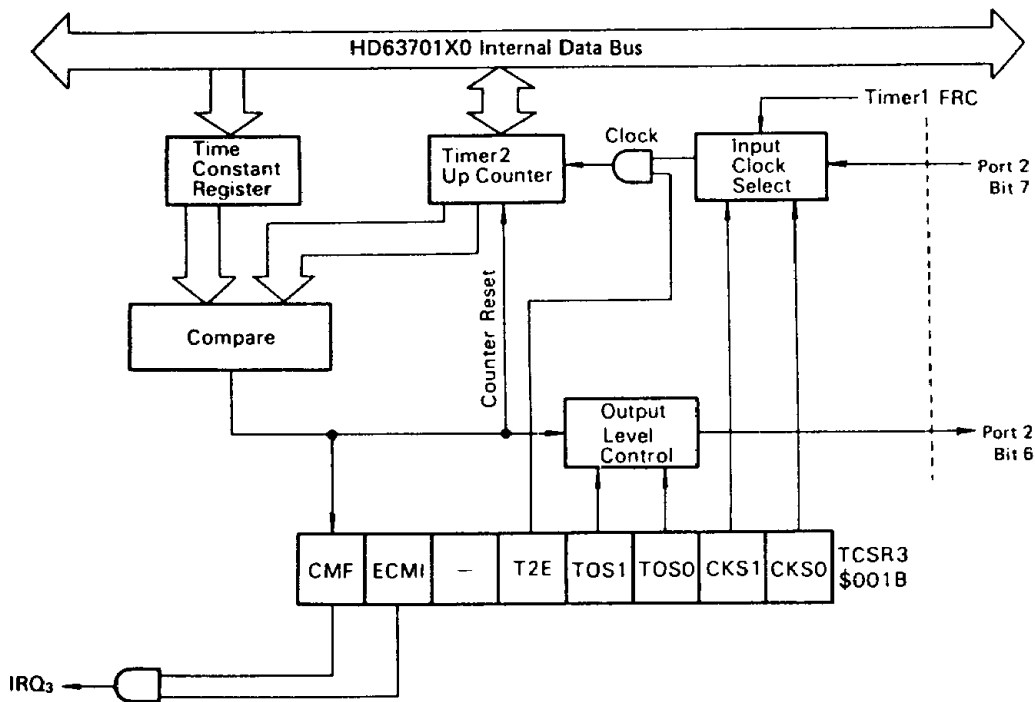 HD63701X0 Internal Data Bus
Timer1 FRC
Time
Constant
Register
Timer2
Up Counter
Clock
Input
Clock
Select
Port 2
Bit 7
Compare
Counter Reset
Output
Level
Control
Port 2
Bit 6
CMF
ECMI
—
T2E
TOS1
TOS0
CKS1
CKS0
TCSR3
$001B
IRQ₃